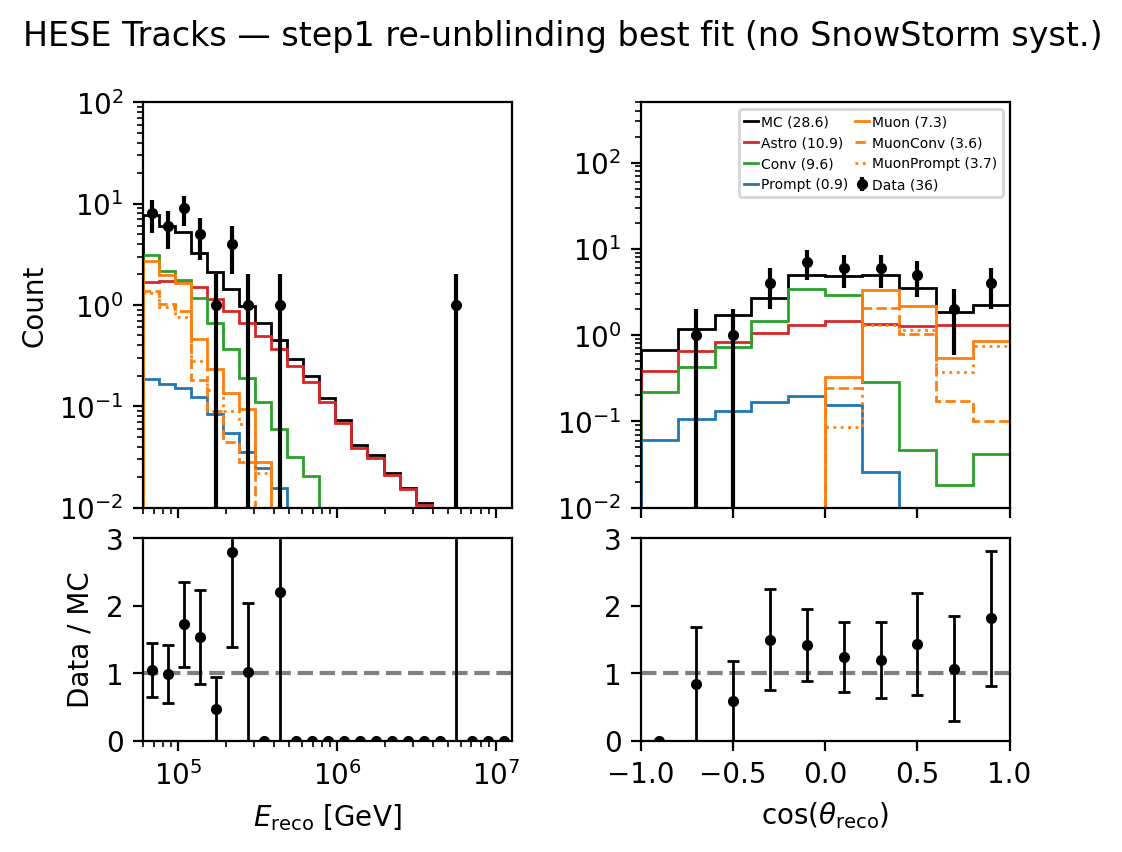 HESE Tracks — step1 re-unblinding best fit (no SnowStorm syst.)
Count
10²
10¹
10⁰
10⁻¹
10⁻²
10²
10¹
10⁰
10⁻¹
10⁻²
MC (28.6)
Astro (10.9)
Conv (9.6)
Prompt (0.9)
Muon (7.3)
MuonConv (3.6)
MuonPrompt (3.7)
Data (36)
Data / MC
3
2
1
0
10⁵ 10⁶ 10⁷
E_reco [GeV]
3
2
1
0
−1.0 −0.5 0.0 0.5 1.0
cos(θ_reco)